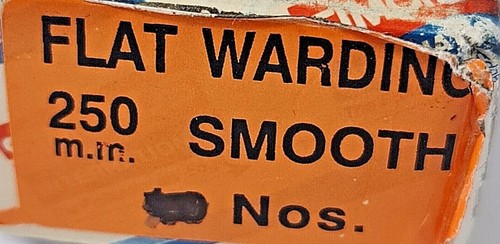 FLAT WARDING
250 SMOOTH
m.m.
Nos.